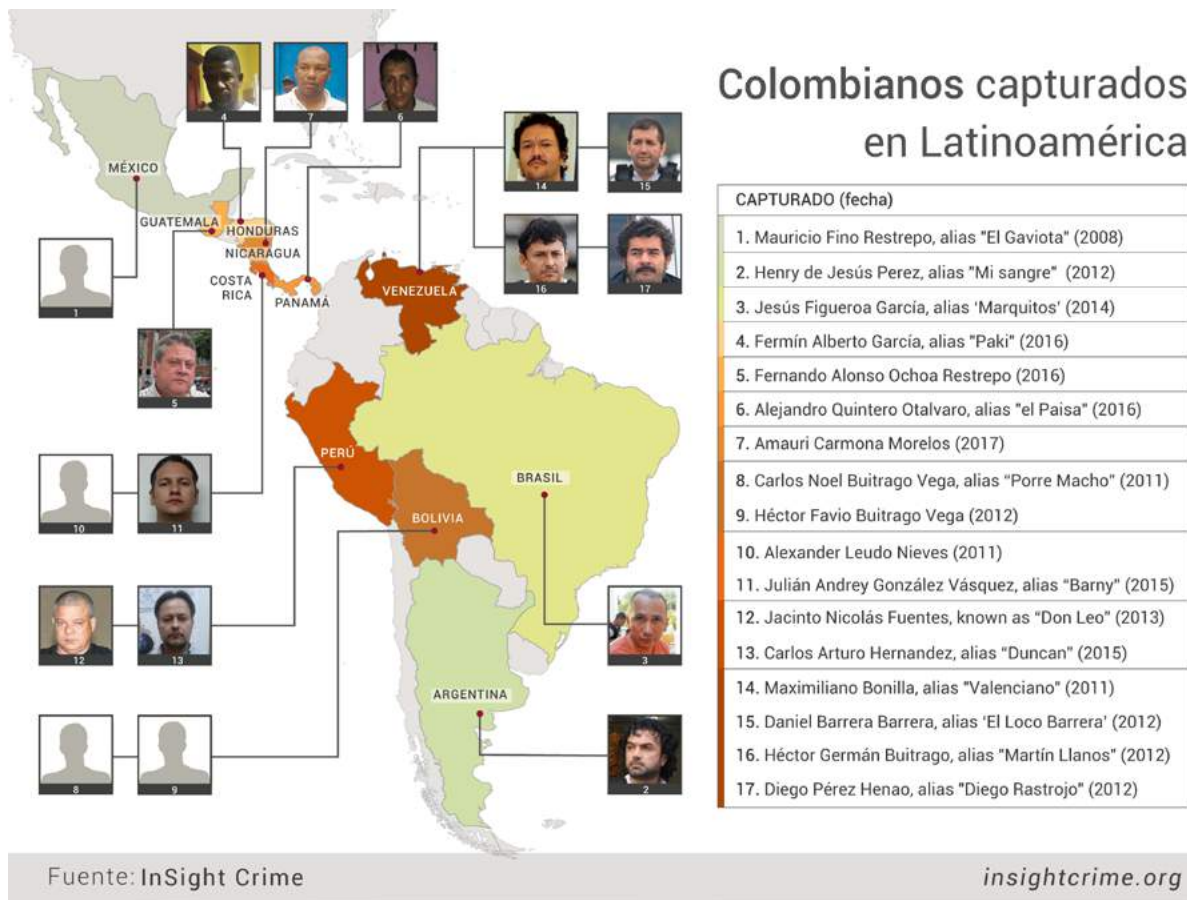 Colombianos capturados
en Latinoamérica
CAPTURADO (fecha)
1. Mauricio Fino Restrepo, alias "El Gaviota" (2008)
2. Henry de Jesús Perez, alias "Mi sangre" (2012)
3. Jesús Figueroa García, alias ‘Marquitos’ (2014)
4. Fermín Alberto García, alias "Paki" (2016)
5. Fernando Alonso Ochoa Restrepo (2016)
6. Alejandro Quintero Otalvaro, alias "el Paisa" (2016)
7. Amauri Carmona Morelos (2017)
8. Carlos Noel Buitrago Vega, alias “Porre Macho” (2011)
9. Héctor Favio Buitrago Vega (2012)
10. Alexander Leudo Nieves (2011)
11. Julián Andrey González Vásquez, alias “Barny” (2015)
12. Jacinto Nicolás Fuentes, known as “Don Leo” (2013)
13. Carlos Arturo Hernandez, alias “Duncan” (2015)
14. Maximiliano Bonilla, alias "Valenciano" (2011)
15. Daniel Barrera Barrera, alias ‘El Loco Barrera’ (2012)
16. Héctor Germán Buitrago, alias "Martín Llanos" (2012)
17. Diego Pérez Henao, alias "Diego Rastrojo" (2012)
4 7 6
14 15
MÉXICO
GUATEMALA
HONDURAS
NICARAGUA
COSTA
RICA
PANAMÁ
VENEZUELA
16 17
1
5
PERÚ
BRASIL
10 11
BOLIVIA
12 13
3
ARGENTINA
8 9
2
Fuente: InSight Crime
insightcrime.org